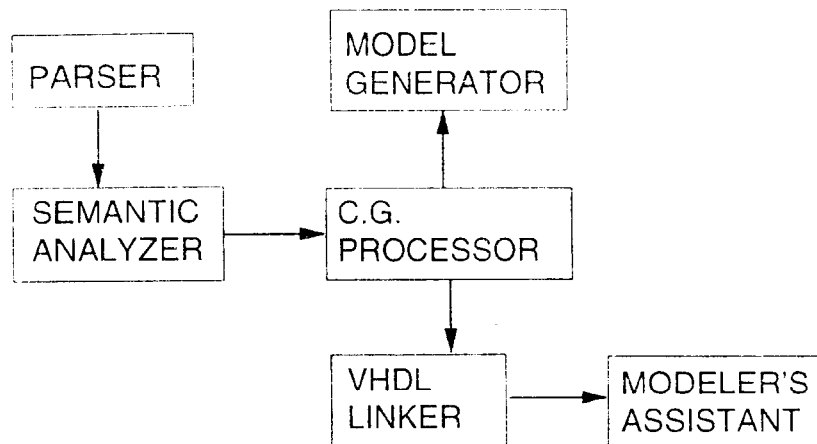 PARSER
MODEL
GENERATOR
SEMANTIC
ANALYZER
C.G.
PROCESSOR
VHDL
LINKER
MODELER'S
ASSISTANT